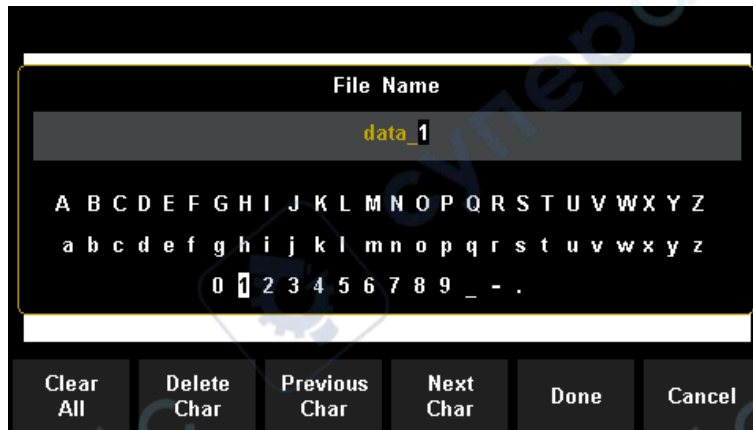 File Name
data_1
A B C D E F G H I J K L M N O P Q R S T U V W X Y Z
a b c d e f g h i j k l m n o p q r s t u v w x y z
0 1 2 3 4 5 6 7 8 9 _ - .
Clear All
Delete Char
Previous Char
Next Char
Done
Cancel